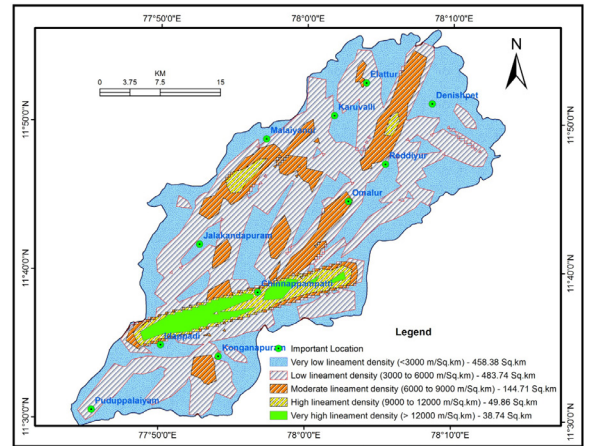 77°50'0"E 78°0'0"E 78°10'0"E
KM
0 3.75 7.5 15
N
Elattur
Denishpet
Karuvalli
11°50'0"N 11°50'0"N
Malaiyanur
Reddiyur
Omalur
Jalakandapuram
11°40'0"N 11°40'0"N
Chinnappampatti
Legend
Idappadi
Important Location
Konganapuram
Very low lineament density (<3000 m/Sq.km) - 458.38 Sq.Km
Low lineament density (3000 to 6000 m/Sq.km) - 483.74 Sq.Km
Moderate lineament density (6000 to 9000 m/Sq.km) - 144.71 Sq.Km
High lineament density (9000 to 12000 m/Sq.km) - 49.86 Sq.Km
Puduppalaiyam
Very high lineament density (> 12000 m/Sq.km) - 38.74 Sq.Km
11°30'0"N 11°30'0"N
77°50'0"E 78°0'0"E 78°10'0"E